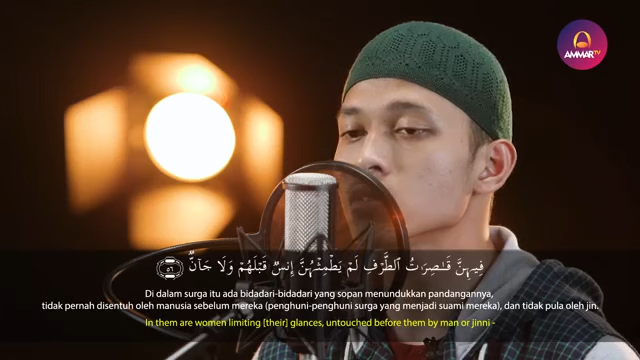 AMMARTV
فِيهِنَّ قَـٰصِرَٰتُ ٱلطَّرْفِ لَمْ يَطْمِثْهُنَّ إِنسٌ قَبْلَهُمْ وَلَا جَآنٌّ ۝٥٦
Di dalam surga itu ada bidadari-bidadari yang sopan menundukkan pandangannya,
tidak pernah disentuh oleh manusia sebelum mereka (penghuni-penghuni surga yang menjadi suami mereka), dan tidak pula oleh jin.
In them are women limiting [their] glances, untouched before them by man or jinni -